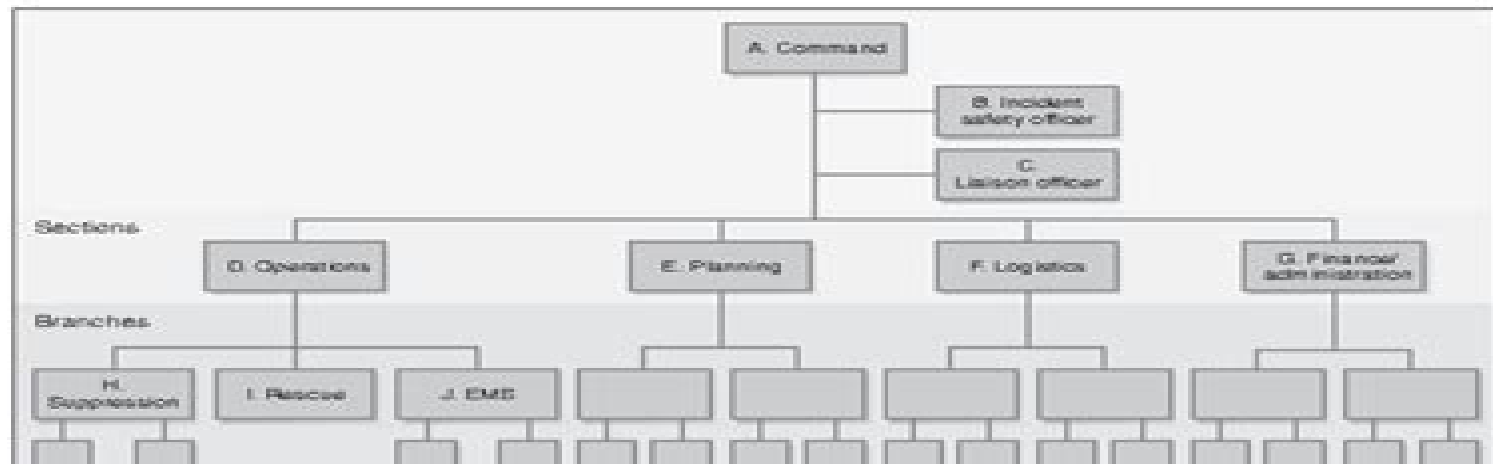 A. Command
B. Incident
safety officer
C.
Liaison officer
Sections
D. Operations
E. Planning
F. Logistics
G. Finance/
administration
Branches
H.
Suppression
I. Rescue
J. EMS